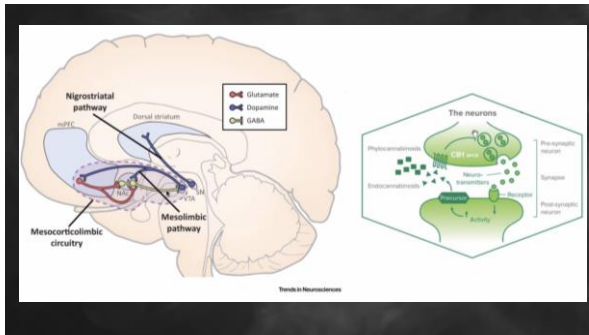 Nigrostriatal
pathway
mPFC
Dorsal striatum
Glutamate
Dopamine
GABA
NAc
SN
VTA
Mesolimbic
pathway
Mesocorticolimbic
circuitry
Trends in Neurosciences
The neurons
Phytocannabinoids
CB1
Pre-synaptic
neuron
Endocannabinoids
Neuro-
transmitters
Synapse
Receptor
Precursor
Post-synaptic
neuron
Activity